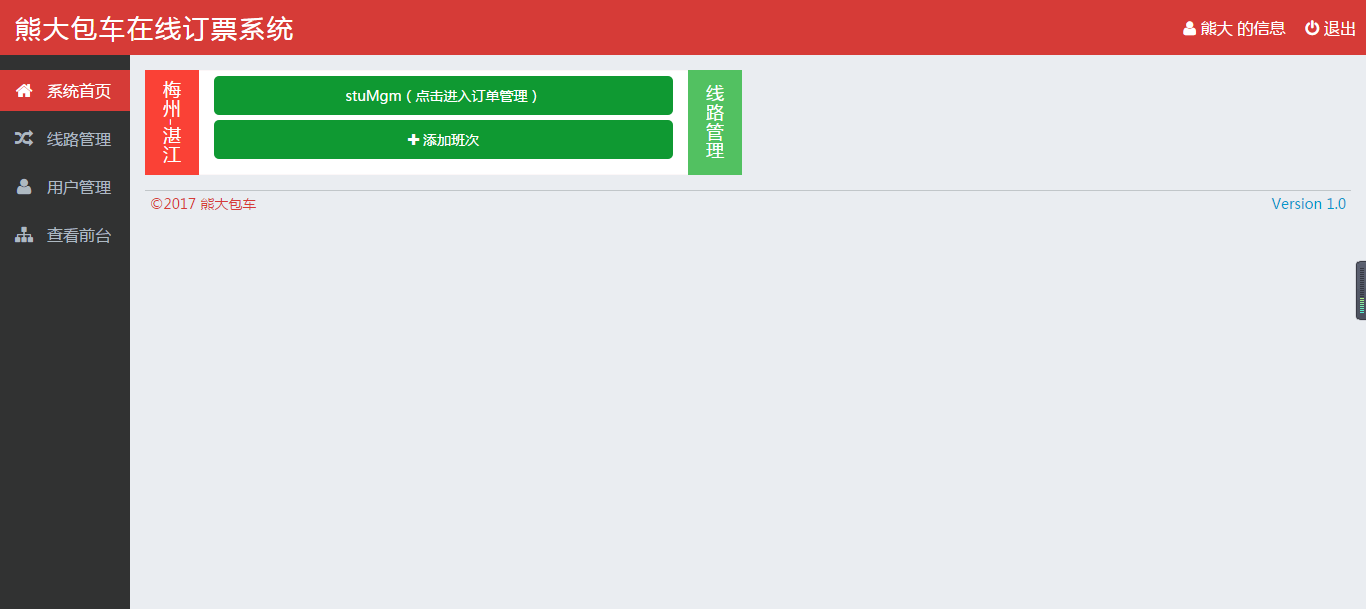 熊大包车在线订票系统
熊大 的信息
退出
系统首页
线路管理
用户管理
查看前台
梅州-湛江
stuMgm（点击进入订单管理）
添加班次
线路管理
©2017 熊大包车
Version 1.0